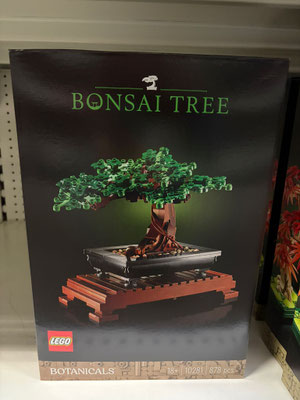 BONSAI TREE
LEGO
BOTANICALS
18+ 10281 878 pcs